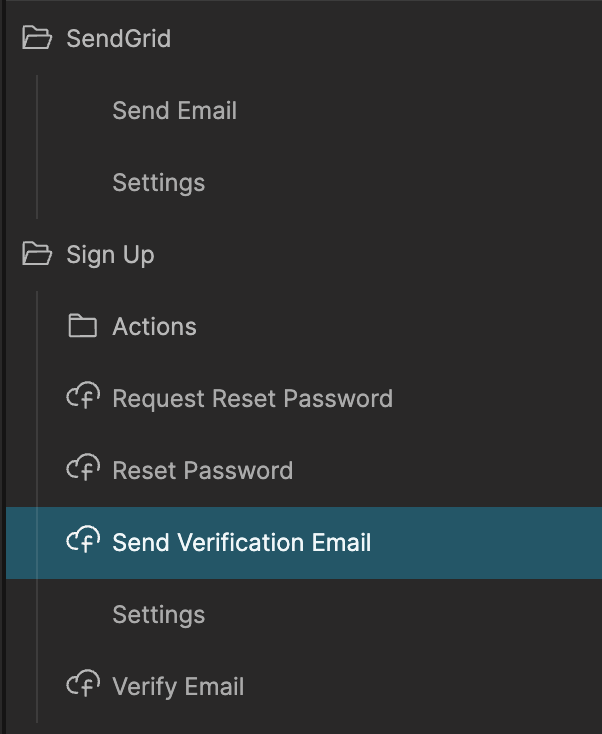 SendGrid
Send Email
Settings
Sign Up
Actions
Request Reset Password
Reset Password
Send Verification Email
Settings
Verify Email